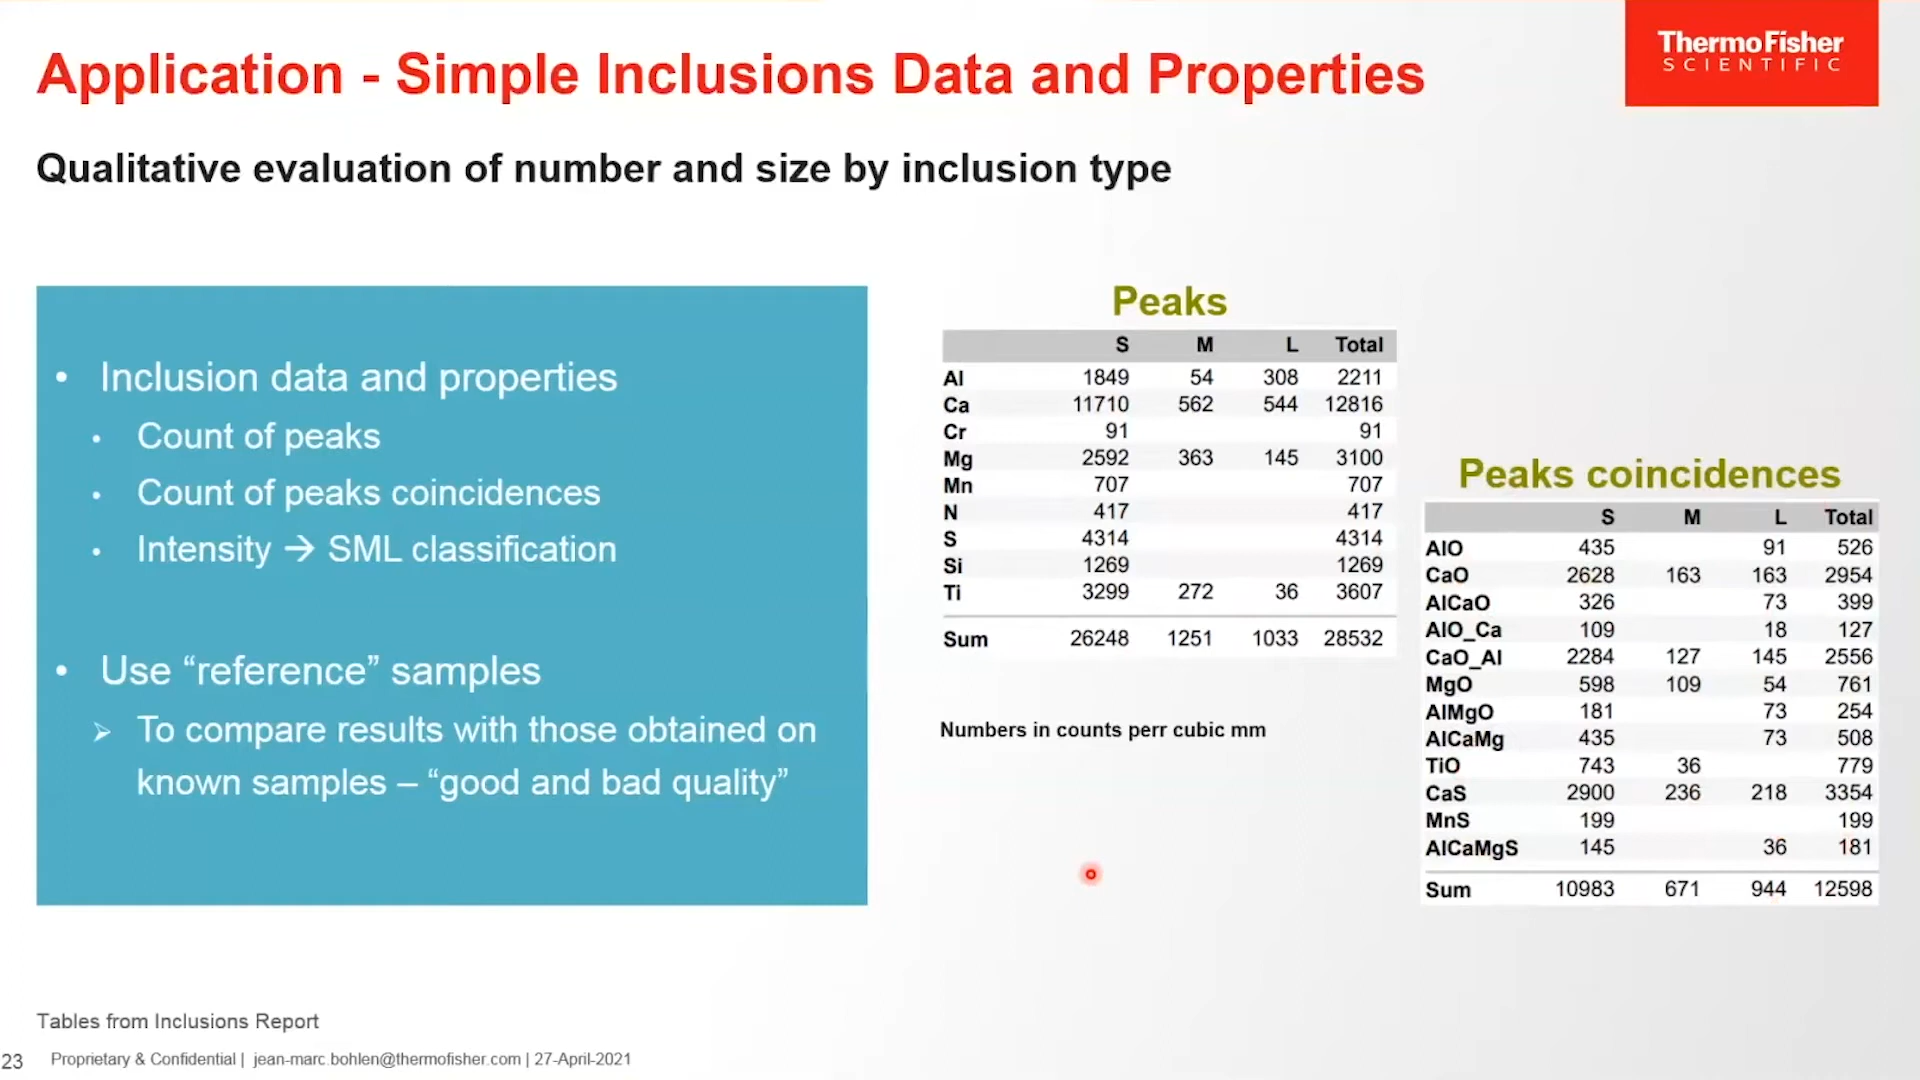 Application - Simple Inclusions Data and Properties
ThermoFisher
SCIENTIFIC
Qualitative evaluation of number and size by inclusion type
• Inclusion data and properties
• Count of peaks
• Count of peaks coincidences
• Intensity → SML classification
• Use “reference” samples
➢ To compare results with those obtained on
known samples – “good and bad quality”
Peaks
S M L Total
Al 1849 54 308 2211
Ca 11710 562 544 12816
Cr 91 91
Mg 2592 363 145 3100
Mn 707 707
N 417 417
S 4314 4314
Si 1269 1269
Ti 3299 272 36 3607
Sum 26248 1251 1033 28532
Numbers in counts perr cubic mm
Peaks coincidences
S M L Total
AlO 435 91 526
CaO 2628 163 163 2954
AlCaO 326 73 399
AlO_Ca 109 18 127
CaO_Al 2284 127 145 2556
MgO 598 109 54 761
AlMgO 181 73 254
AlCaMg 435 73 508
TiO 743 36 779
CaS 2900 236 218 3354
MnS 199 199
AlCaMgS 145 36 181
Sum 10983 671 944 12598
Tables from Inclusions Report
23 Proprietary & Confidential | jean-marc.bohlen@thermofisher.com | 27-April-2021